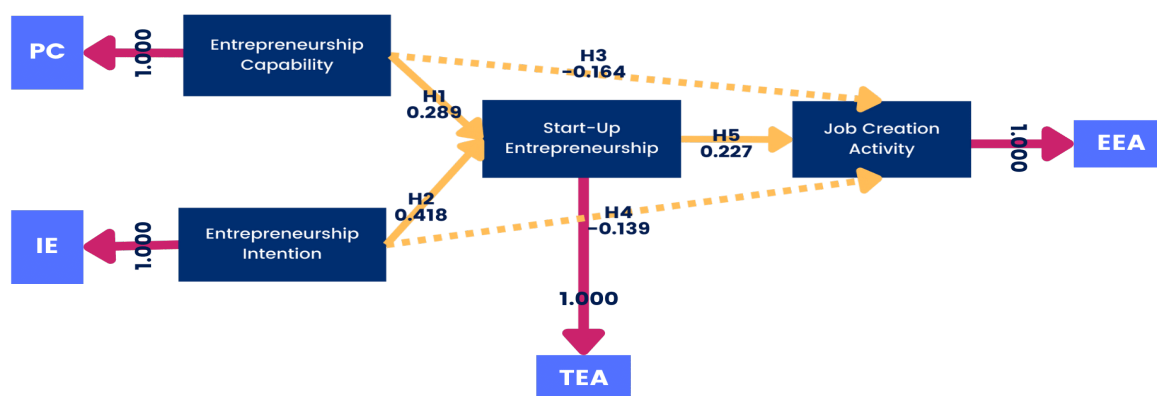 PC
1.000
Entrepreneurship
Capability
H3
-0.164
H1
0.289
Start-Up
Entrepreneurship
H5
0.227
Job Creation
Activity
1.000
EEA
H2
0.418
H4
-0.139
IE
1.000
Entrepreneurship
Intention
1.000
TEA